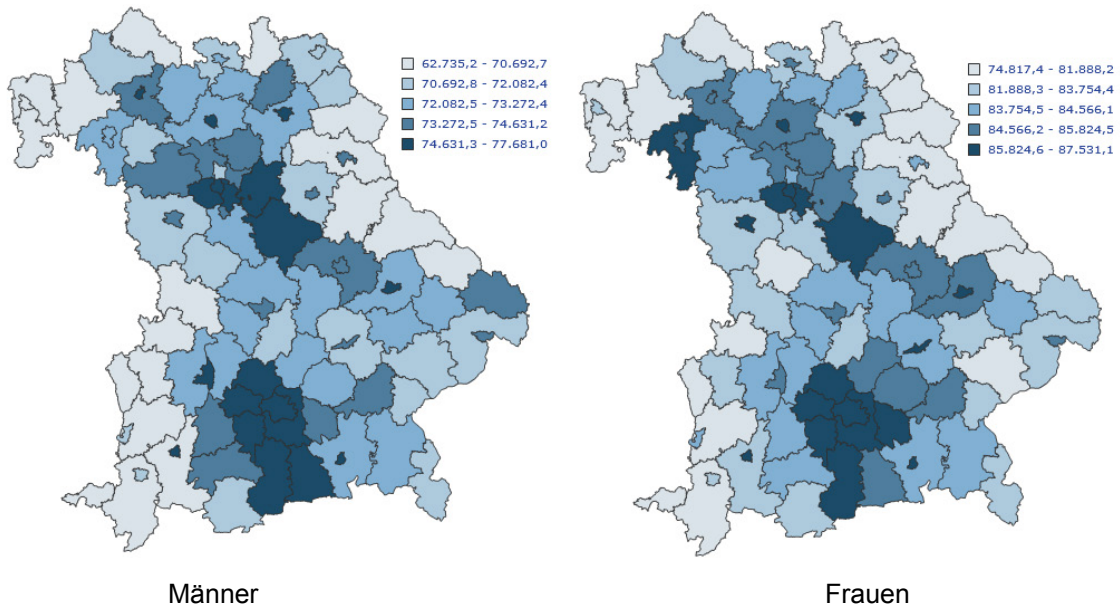 62.735,2 - 70.692,7
70.692,8 - 72.082,4
72.082,5 - 73.272,4
73.272,5 - 74.631,2
74.631,3 - 77.681,0
74.817,4 - 81.888,2
81.888,3 - 83.754,4
83.754,5 - 84.566,1
84.566,2 - 85.824,5
85.824,6 - 87.531,1
Männer
Frauen